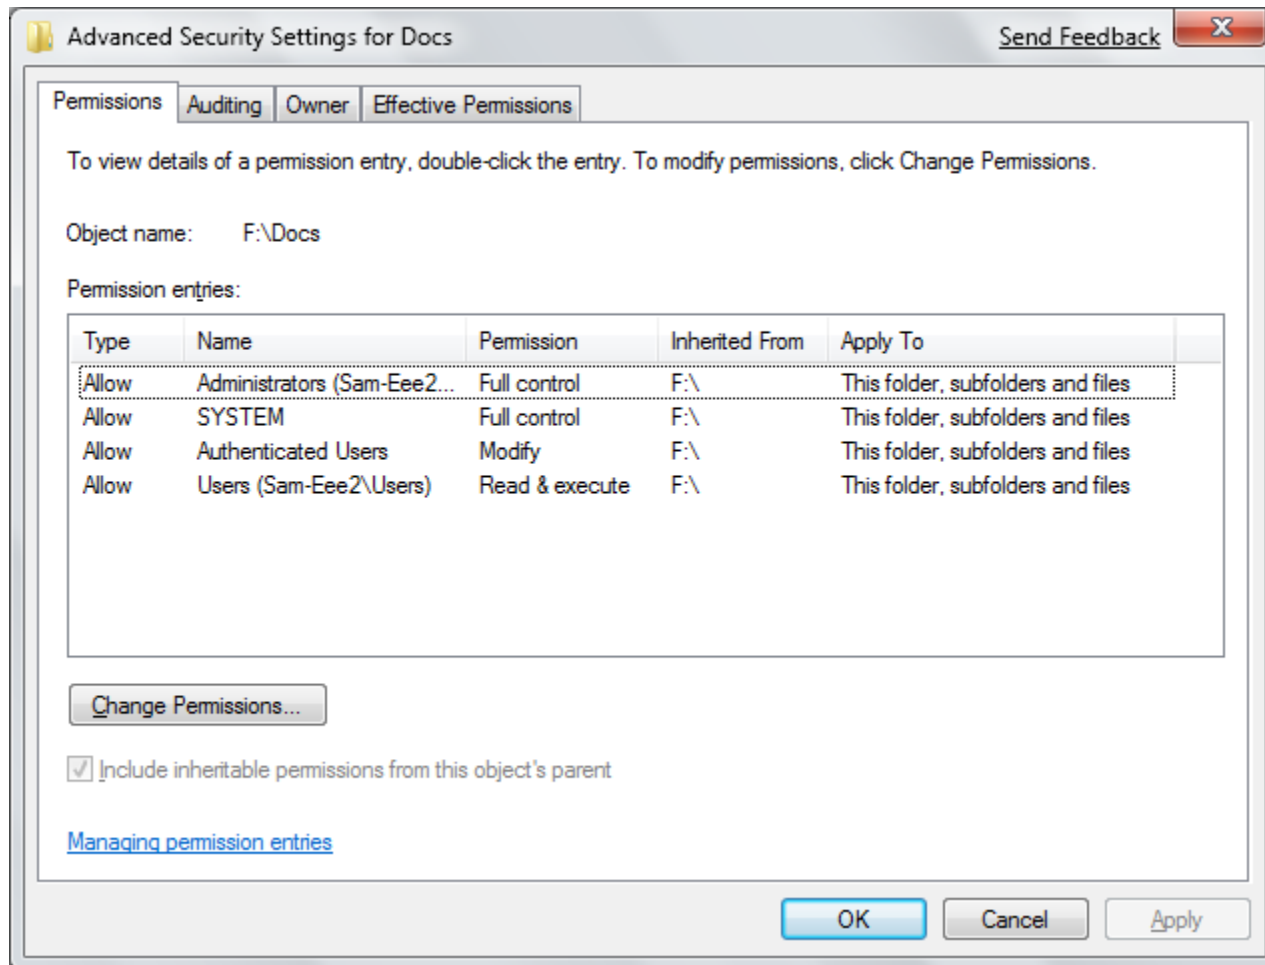 Advanced Security Settings for Docs Send Feedback
Permissions Auditing Owner Effective Permissions
To view details of a permission entry, double-click the entry. To modify permissions, click Change Permissions.
Object name: F:\Docs
Permission entries:
Type Name Permission Inherited From Apply To
Allow Administrators (Sam-Eee2... Full control F:\ This folder, subfolders and files
Allow SYSTEM Full control F:\ This folder, subfolders and files
Allow Authenticated Users Modify F:\ This folder, subfolders and files
Allow Users (Sam-Eee2\Users) Read & execute F:\ This folder, subfolders and files
Change Permissions...
Include inheritable permissions from this object's parent
Managing permission entries
OK Cancel Apply